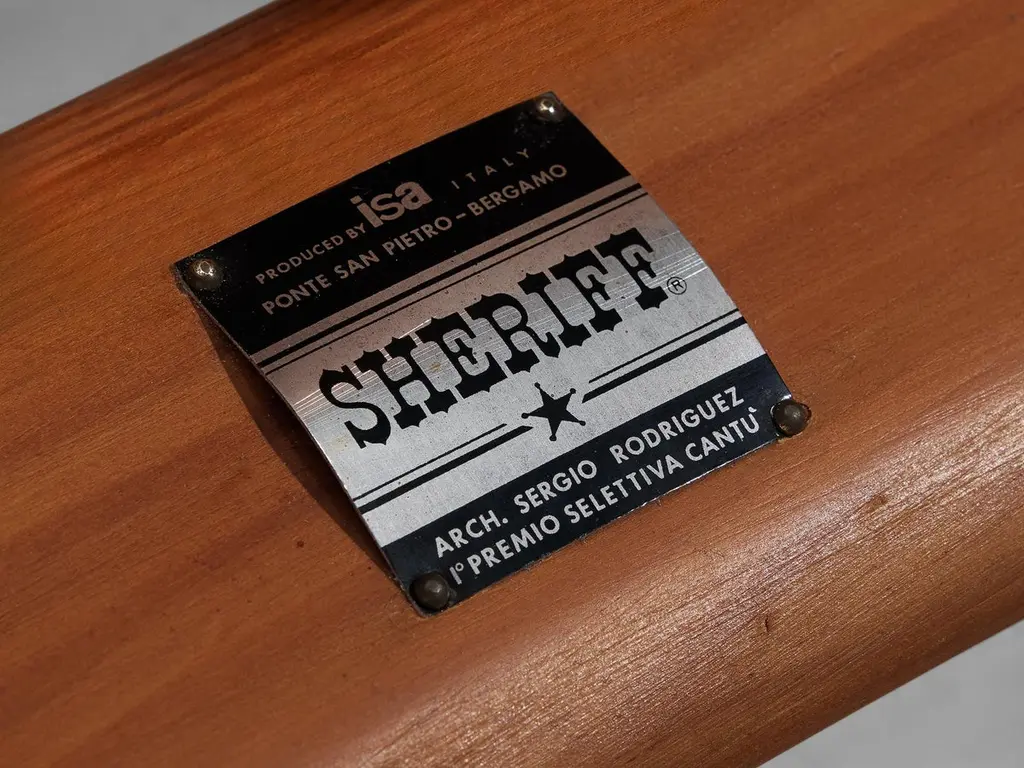 PRODUCED BY isa ITALY
PONTE SAN PIETRO - BERGAMO
SHERIFF®
ARCH. SERGIO RODRIGUEZ
I° PREMIO SELETTIVA CANTÙ